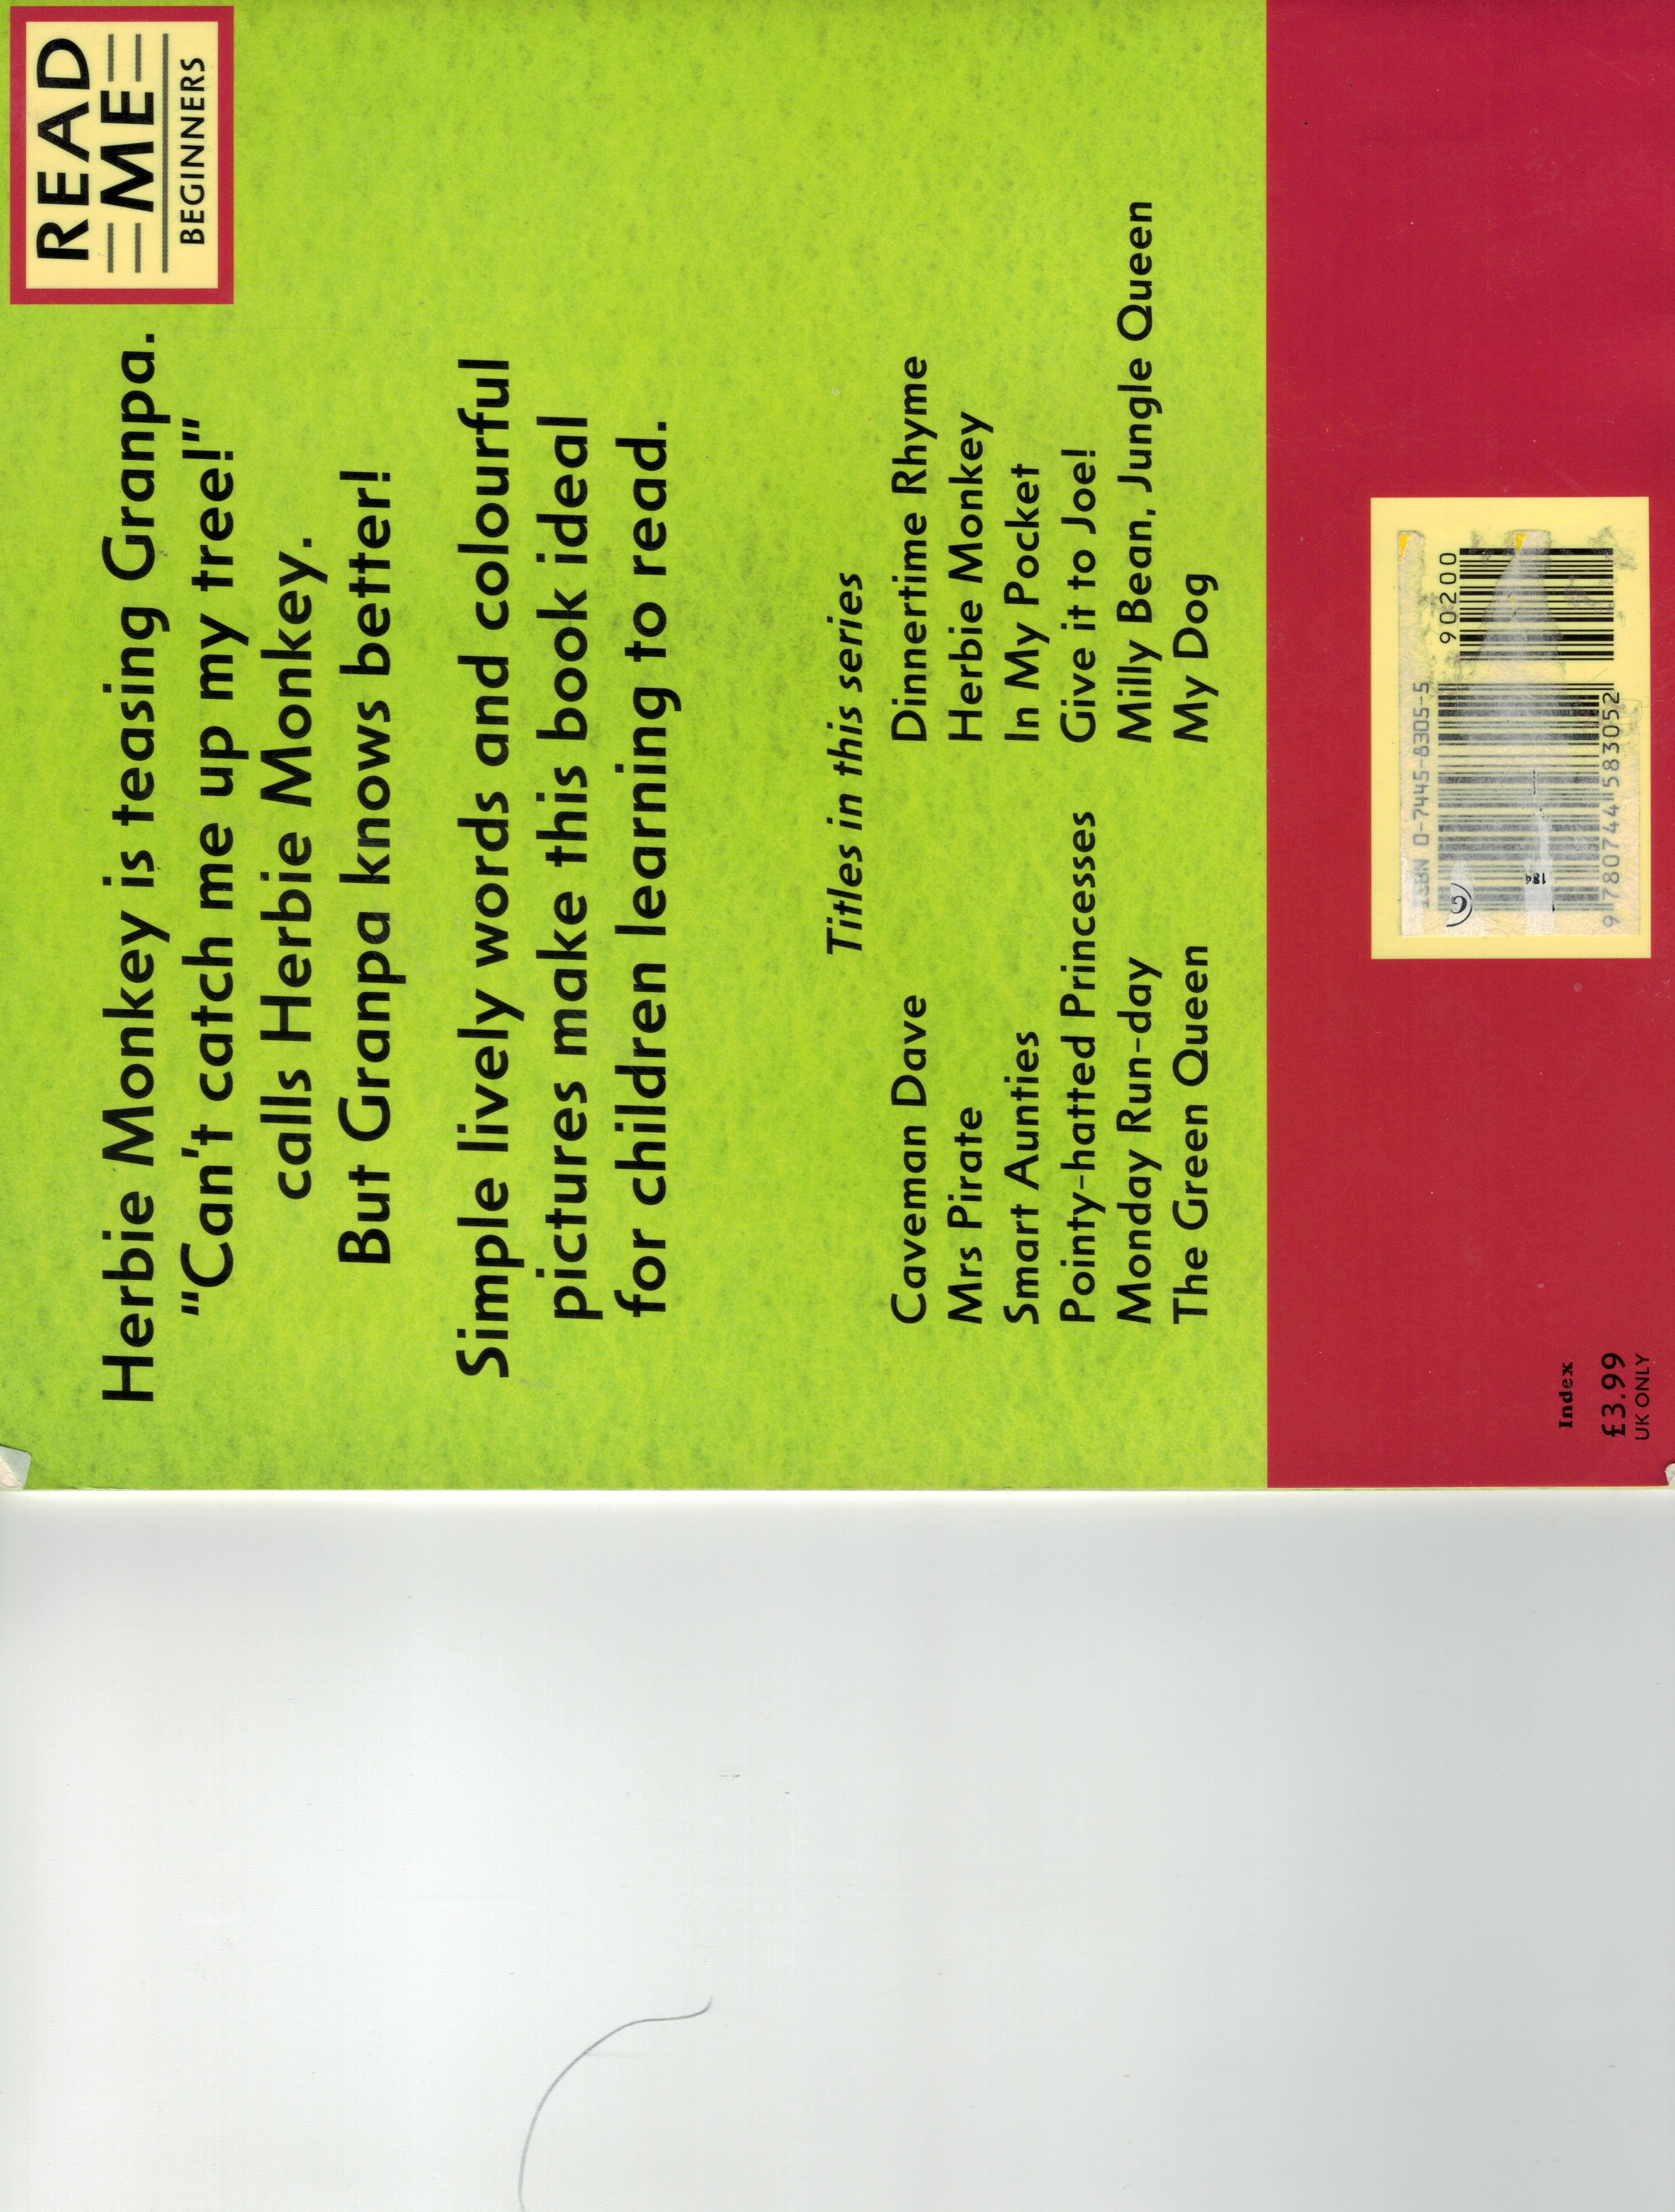 READ
ME
BEGINNERS
Herbie Monkey is teasing Granpa.
"Can't catch me up my tree!"
calls Herbie Monkey.
But Granpa knows better!
Simple lively words and colourful
pictures make this book ideal
for children learning to read.
Titles in this series
Caveman Dave
Mrs Pirate
Smart Aunties
Pointy-hatted Princesses
Monday Run-day
The Green Queen
Dinnertime Rhyme
Herbie Monkey
In My Pocket
Give it to Joe!
Milly Bean, Jungle Queen
My Dog
Index
£3.99
UK ONLY
ISBN 0-7445-8305-5
90200
9 780744 583052